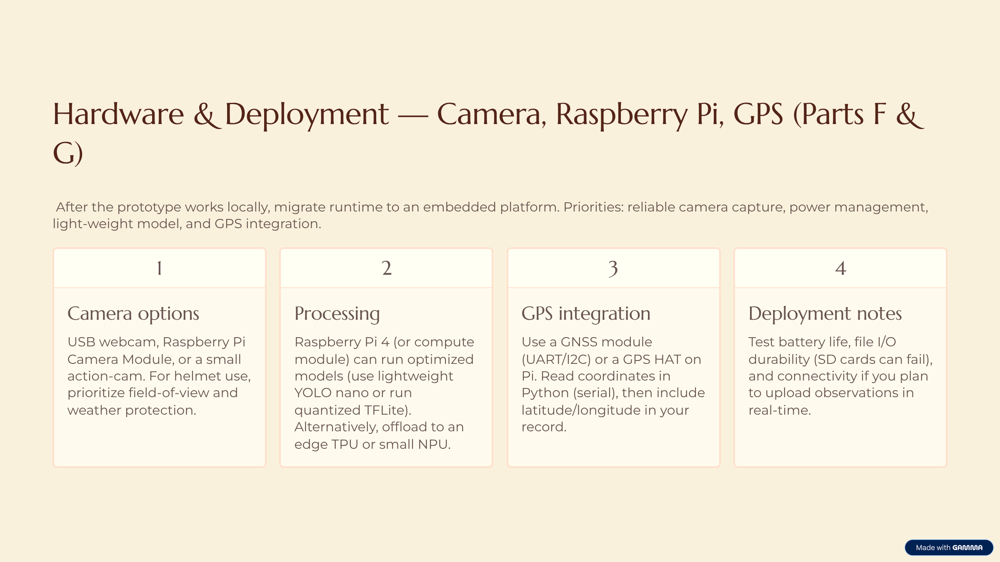 Hardware & Deployment — Camera, Raspberry Pi, GPS (Parts F &
G)
After the prototype works locally, migrate runtime to an embedded platform. Priorities: reliable camera capture, power management,
light-weight model, and GPS integration.
1
Camera options
USB webcam, Raspberry Pi
Camera Module, or a small
action-cam. For helmet use,
prioritize field-of-view and
weather protection.
2
Processing
Raspberry Pi 4 (or compute
module) can run optimized
models (use lightweight
YOLO nano or run
quantized TFLite).
Alternatively, offload to an
edge TPU or small NPU.
3
GPS integration
Use a GNSS module
(UART/I2C) or a GPS HAT on
Pi. Read coordinates in
Python (serial), then include
latitude/longitude in your
record.
4
Deployment notes
Test battery life, file I/O
durability (SD cards can fail),
and connectivity if you plan
to upload observations in
real-time.
Made with GAMMA